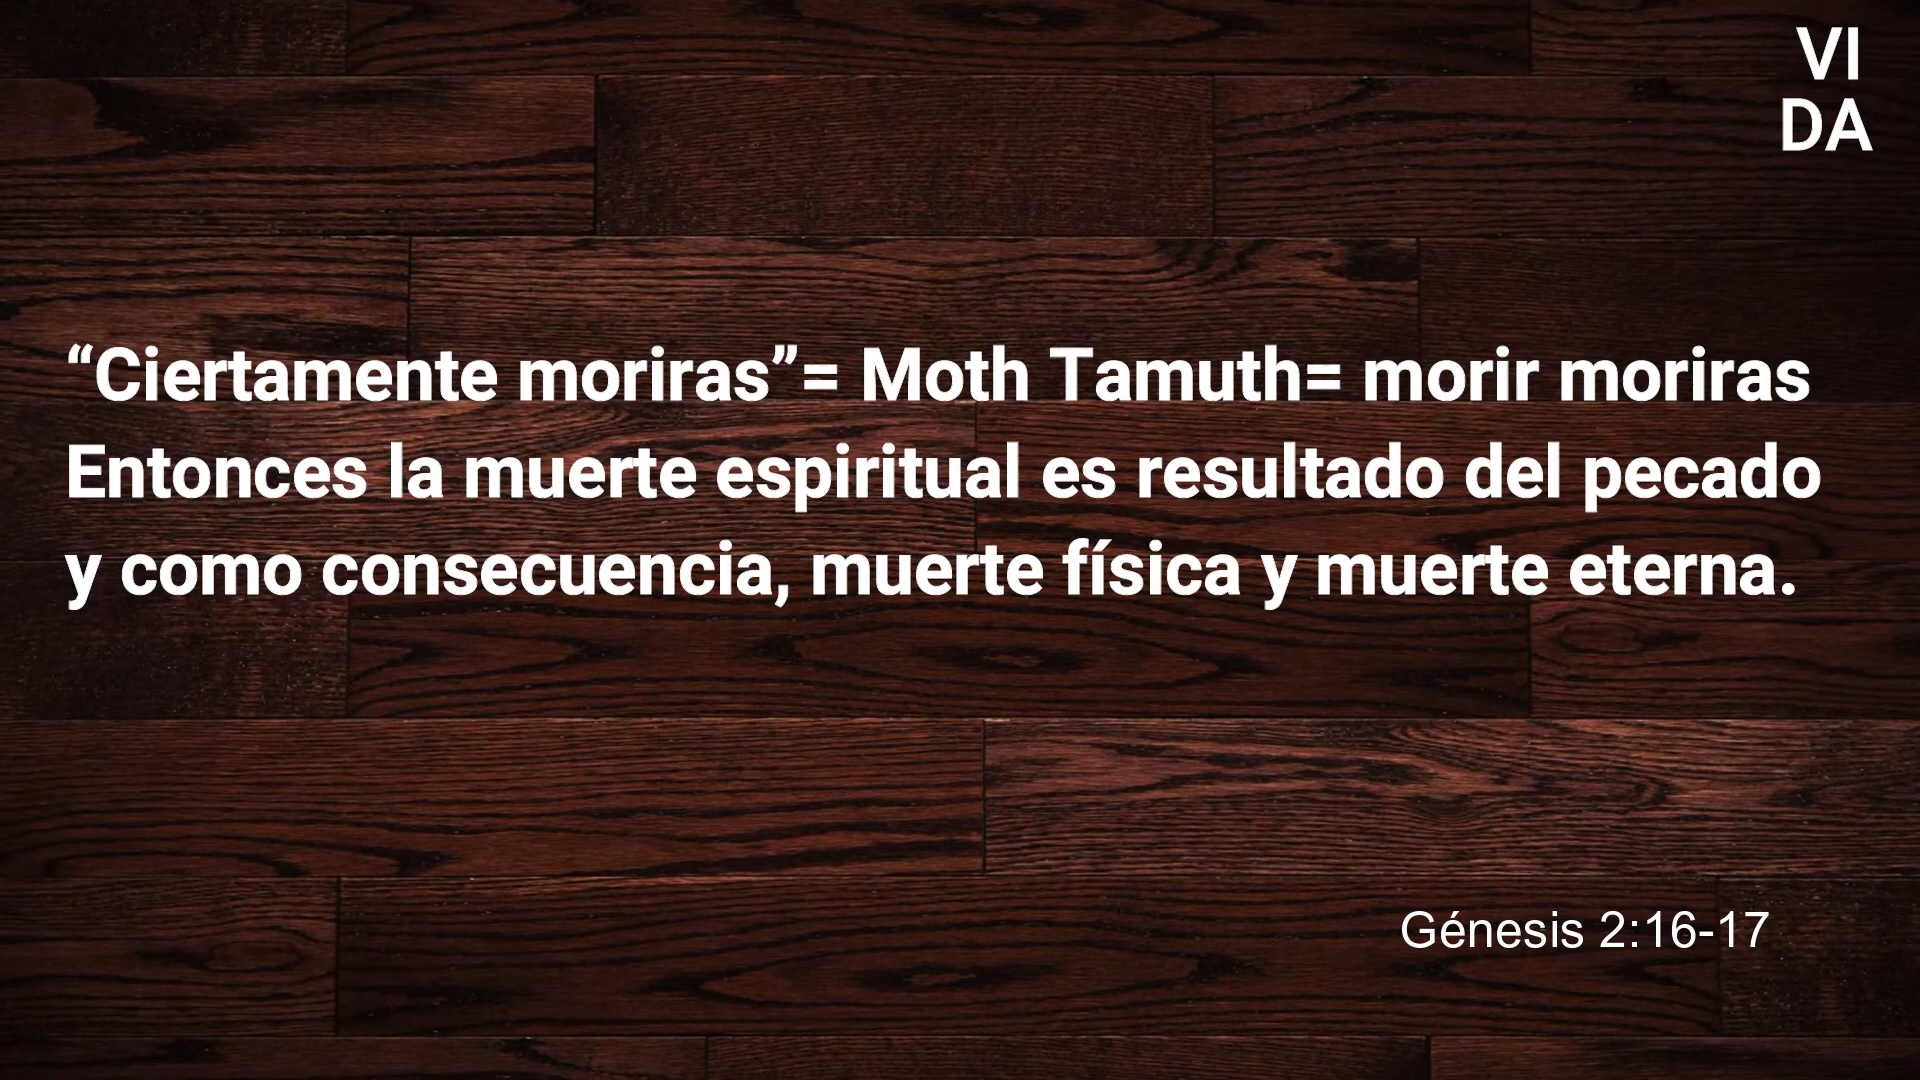 VI
DA
“Ciertamente moriras”= Moth Tamuth= morir moriras
Entonces la muerte espiritual es resultado del pecado
y como consecuencia, muerte física y muerte eterna.
Génesis 2:16-17